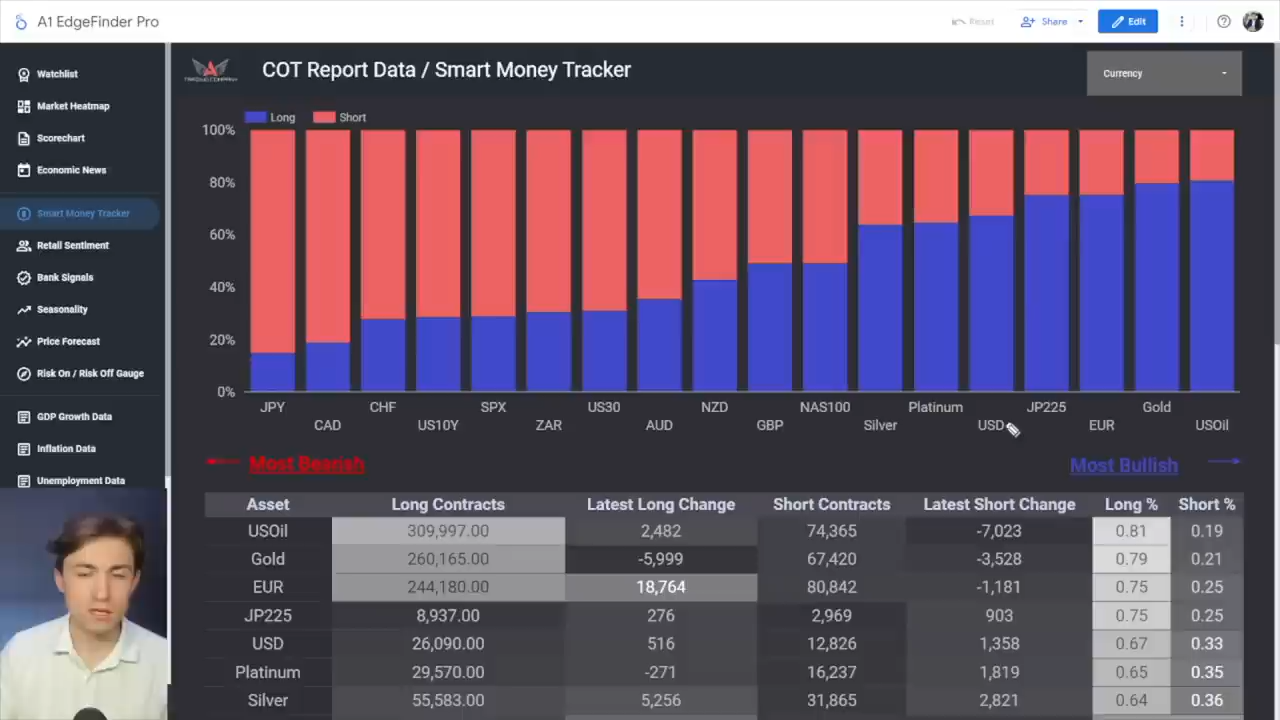 A1 EdgeFinder Pro
Reset
Share
Edit
Watchlist
Market Heatmap
Scorechart
Economic News
Smart Money Tracker
Retail Sentiment
Bank Signals
Seasonality
Price Forecast
Risk On / Risk Off Gauge
GDP Growth Data
Inflation Data
Unemployment Data
TRADING COMPANY
COT Report Data / Smart Money Tracker
Currency
Long Short
100%
80%
60%
40%
20%
0%
JPY CHF SPX US30 NZD NAS100 Platinum JP225 Gold
CAD US10Y ZAR AUD GBP Silver USD EUR USOil
Most Bearish Most Bullish
Asset Long Contracts Latest Long Change Short Contracts Latest Short Change Long % Short %
USOil 309,997.00 2,482 74,365 -7,023 0.81 0.19
Gold 260,165.00 -5,999 67,420 -3,528 0.79 0.21
EUR 244,180.00 18,764 80,842 -1,181 0.75 0.25
JP225 8,937.00 276 2,969 903 0.75 0.25
USD 26,090.00 516 12,826 1,358 0.67 0.33
Platinum 29,570.00 -271 16,237 1,819 0.65 0.35
Silver 55,583.00 5,256 31,865 2,821 0.64 0.36